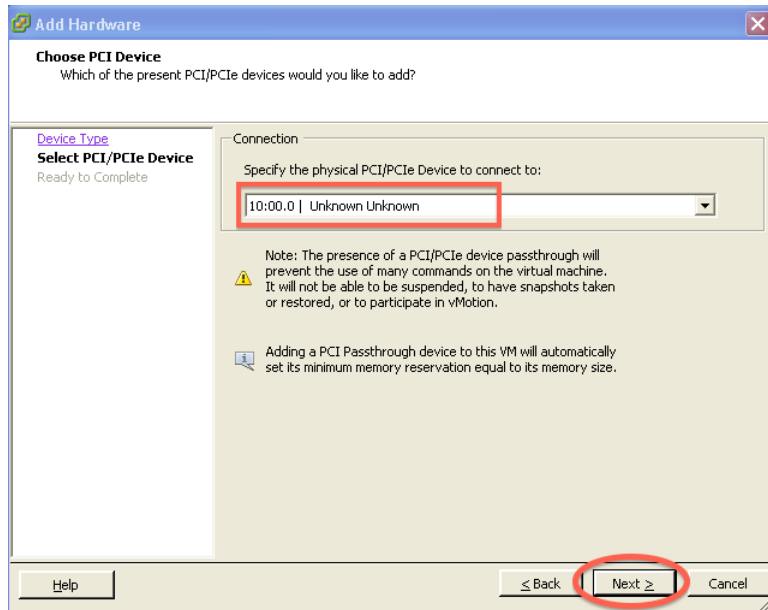 Add Hardware
Choose PCI Device
Which of the present PCI/PCIe devices would you like to add?
Device Type
Select PCI/PCIe Device
Ready to Complete
Connection
Specify the physical PCI/PCIe Device to connect to:
10:00.0 | Unknown Unknown
Note: The presence of a PCI/PCIe device passthrough will
prevent the use of many commands on the virtual machine.
It will not be able to be suspended, to have snapshots taken
or restored, or to participate in vMotion.
Adding a PCI Passthrough device to this VM will automatically
set its minimum memory reservation equal to its memory size.
Help
< Back
Next >
Cancel